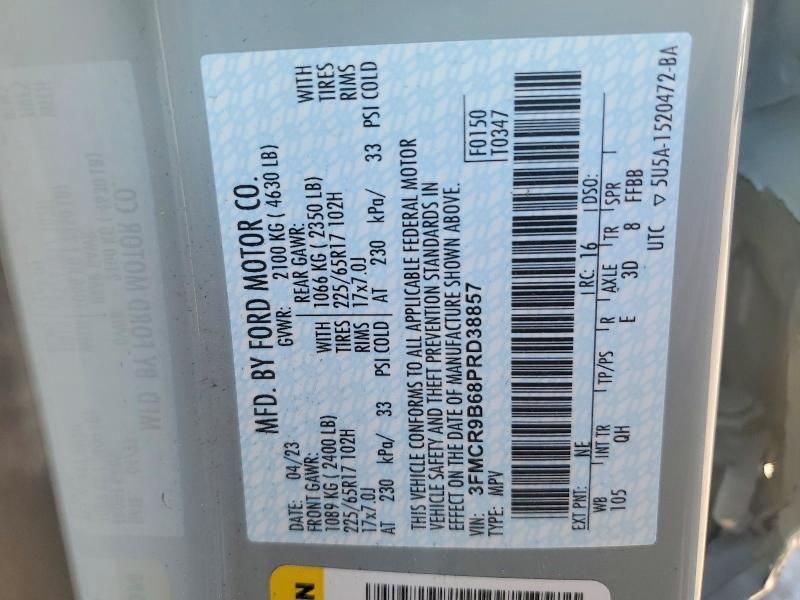 MFD. BY FORD MOTOR CO.
DATE: 04/23 GVWR: 2100 KG ( 4630 LB)
FRONT GAWR: REAR GAWR:
1089 KG ( 2400 LB) WITH 1066 KG ( 2350 LB) WITH
225/65R17 102H TIRES 225/65R17 102H TIRES
17x7.0J RIMS 17x7.0J RIMS
AT 230 kPa/ 33 PSI COLD AT 230 kPa/ 33 PSI COLD
THIS VEHICLE CONFORMS TO ALL APPLICABLE FEDERAL MOTOR
VEHICLE SAFETY AND THEFT PREVENTION STANDARDS IN
EFFECT ON THE DATE OF MANUFACTURE SHOWN ABOVE.
VIN: 3FMCR9B68PRD38857 F0150
TYPE: MPV T0347
EXT PNT: NE RC: 16 DSO:
WB INT TR TP/PS R AXLE TR SPR
105 QH E 3D 8 FFBB
UTC ▽ 5U5A-1520472-BA